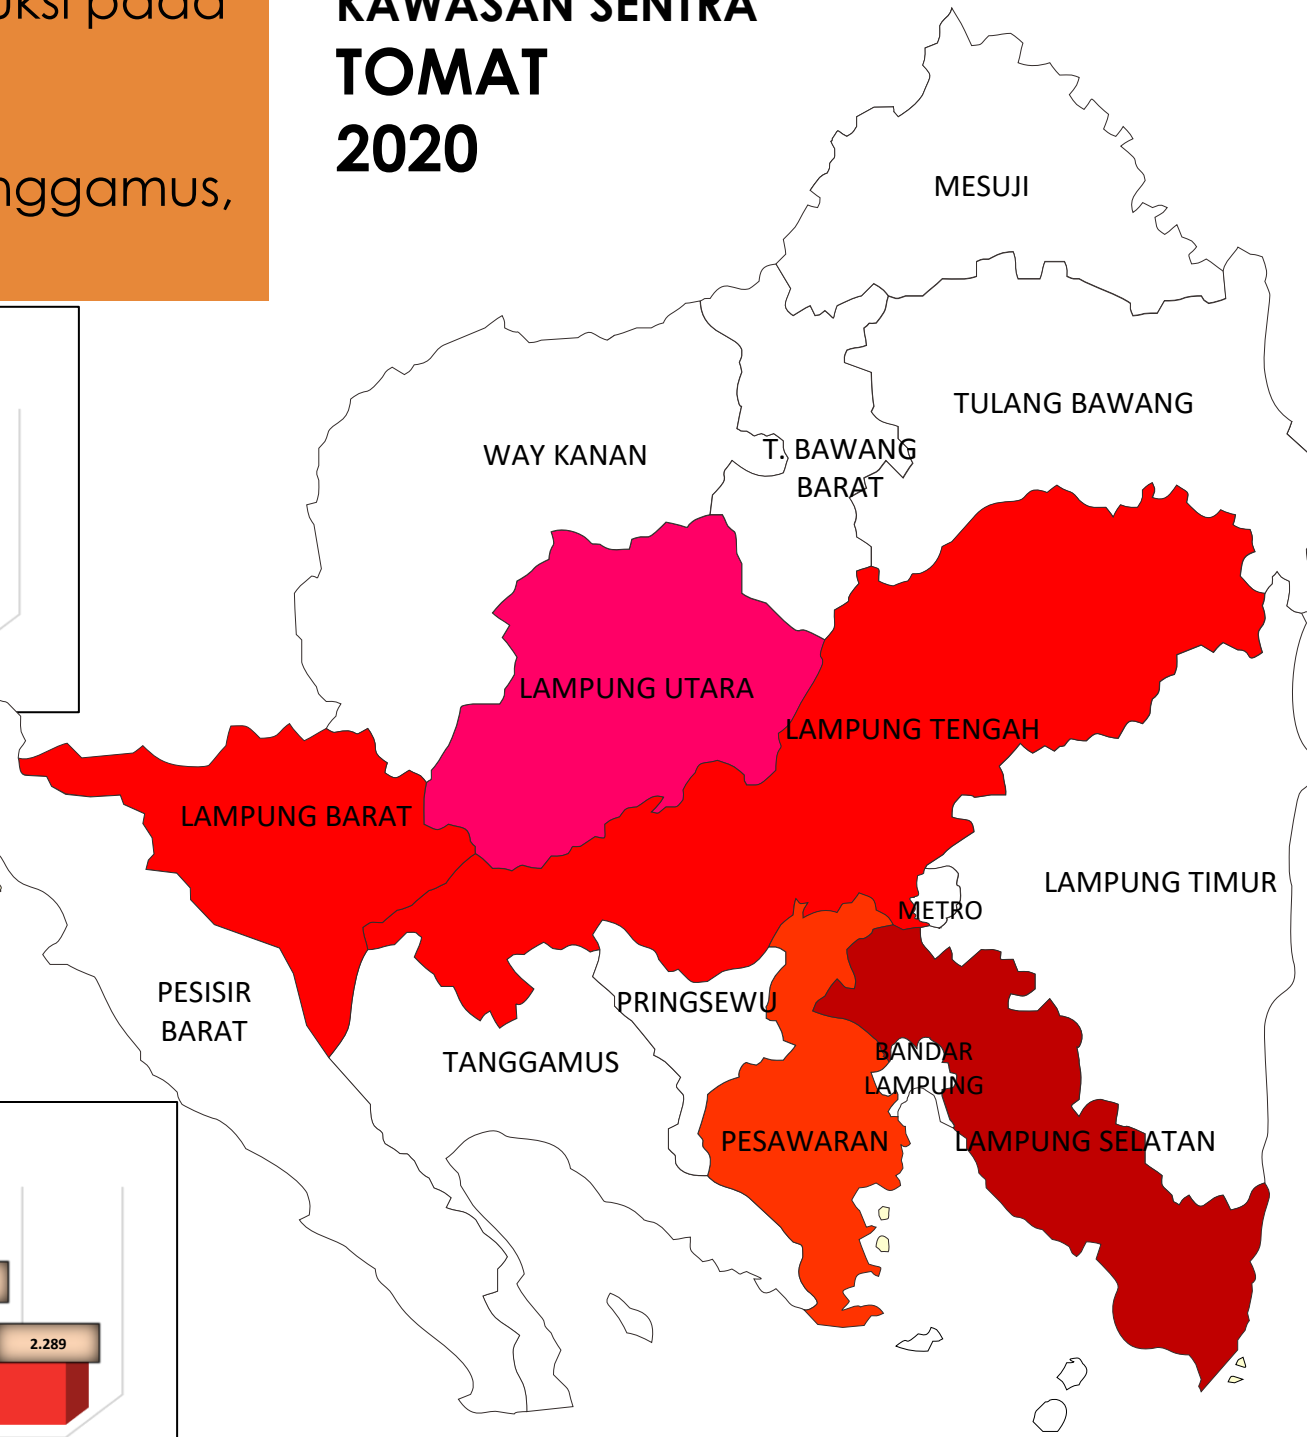 pada
nggamus,
KAWASAN SENTRA
TOMAT
2020
MESUJI
TULANG BAWANG
WAY KANAN
T. BAWANG
BARAT
LAMPUNG UTARA
LAMPUNG TENGAH
LAMPUNG BARAT
LAMPUNG TIMUR
METRO
PESISIR
BARAT
PRINGSEWU
TANGGAMUS
BANDAR
LAMPUNG
PESAWARAN
LAMPUNG SELATAN
2.289